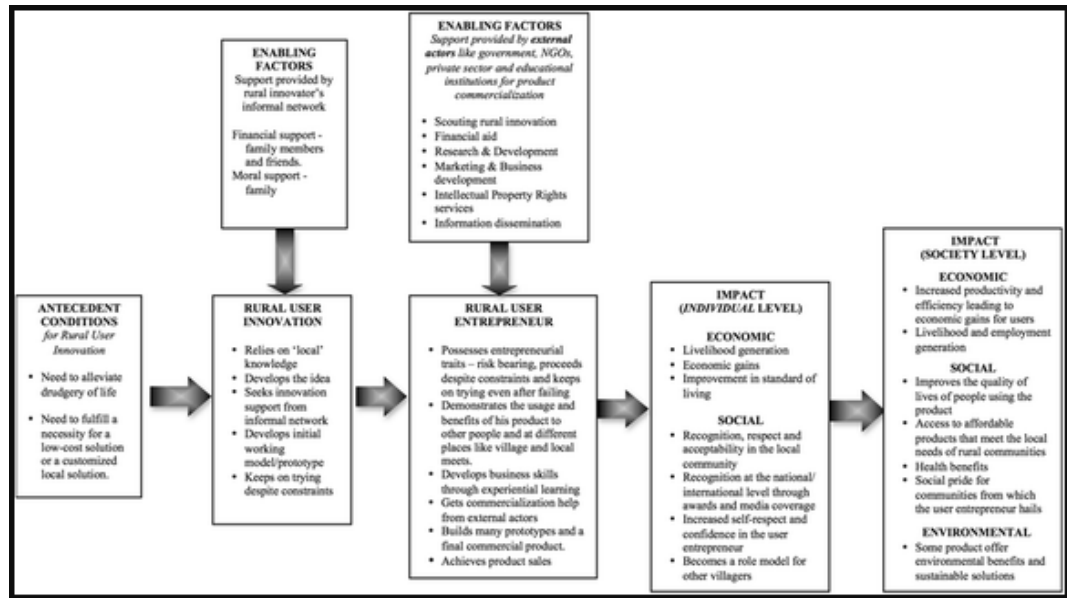 ENABLING
FACTORS
Support provided by
rural innovator's
informal network
Financial support -
family members
and friends.
Moral support -
family
ENABLING FACTORS
Support provided by external
actors like government, NGOs,
private sector and educational
institutions for product
commercialization
• Scouting rural innovation
• Financial aid
• Research & Development
• Marketing & Business
development
• Intellectual Property Rights
services
• Information dissemination
ANTECEDENT
CONDITIONS
for Rural User
Innovation
• Need to alleviate
drudgery of life
• Need to fulfill a
necessity for a
low-cost solution
or a customized
local solution.
RURAL USER
INNOVATION
• Relies on 'local'
knowledge
• Develops the idea
• Seeks innovation
support from
informal network
• Develops initial
working
model/prototype
• Keeps on trying
despite constraints
RURAL USER
ENTREPRENEUR
• Possesses entrepreneurial
traits – risk bearing, proceeds
despite constraints and keeps
on trying even after failing
• Demonstrates the usage and
benefits of his product to
other people and at different
places like village and local
meets.
• Develops business skills
through experiential learning
• Gets commercialization help
from external actors
• Builds many prototypes and a
final commercial product.
• Achieves product sales
IMPACT
(INDIVIDUAL LEVEL)
ECONOMIC
• Livelihood generation
• Economic gains
• Improvement in standard of
living
SOCIAL
• Recognition, respect and
acceptability in the local
community
• Recognition at the national/
international level through
awards and media coverage
• Increased self-respect and
confidence in the user
entrepreneur
• Becomes a role model for
other villagers
IMPACT
(SOCIETY LEVEL)
ECONOMIC
• Increased productivity and
efficiency leading to
economic gains for users
• Livelihood and employment
generation
SOCIAL
• Improves the quality of
lives of people using the
product
• Access to affordable
products that meet the local
needs of rural communities
• Health benefits
• Social pride for
communities from which
the user entrepreneur hails
ENVIRONMENTAL
• Some product offer
environmental benefits and
sustainable solutions